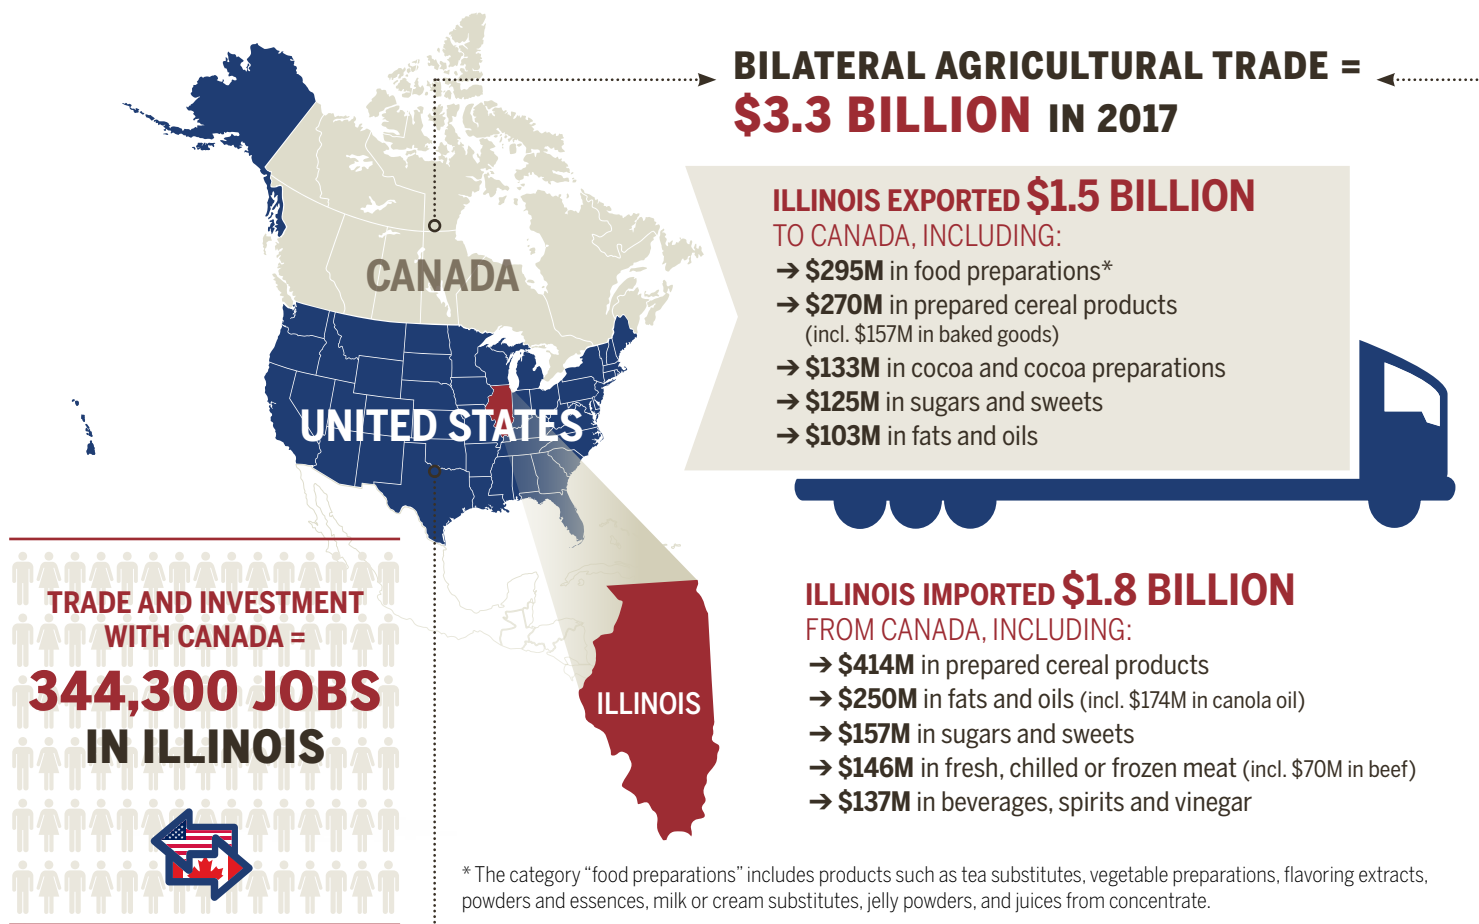 BILATERAL AGRICULTURAL TRADE =
$3.3 BILLION IN 2017
ILLINOIS EXPORTED $1.5 BILLION
TO CANADA, INCLUDING:
➔ $295M in food preparations*
➔ $270M in prepared cereal products
(incl. $157M in baked goods)
➔ $133M in cocoa and cocoa preparations
➔ $125M in sugars and sweets
➔ $103M in fats and oils
CANADA
UNITED STATES
ILLINOIS
TRADE AND INVESTMENT
WITH CANADA =
344,300 JOBS
IN ILLINOIS
ILLINOIS IMPORTED $1.8 BILLION
FROM CANADA, INCLUDING:
➔ $414M in prepared cereal products
➔ $250M in fats and oils (incl. $174M in canola oil)
➔ $157M in sugars and sweets
➔ $146M in fresh, chilled or frozen meat (incl. $70M in beef)
➔ $137M in beverages, spirits and vinegar
* The category “food preparations” includes products such as tea substitutes, vegetable preparations, flavoring extracts,
powders and essences, milk or cream substitutes, jelly powders, and juices from concentrate.